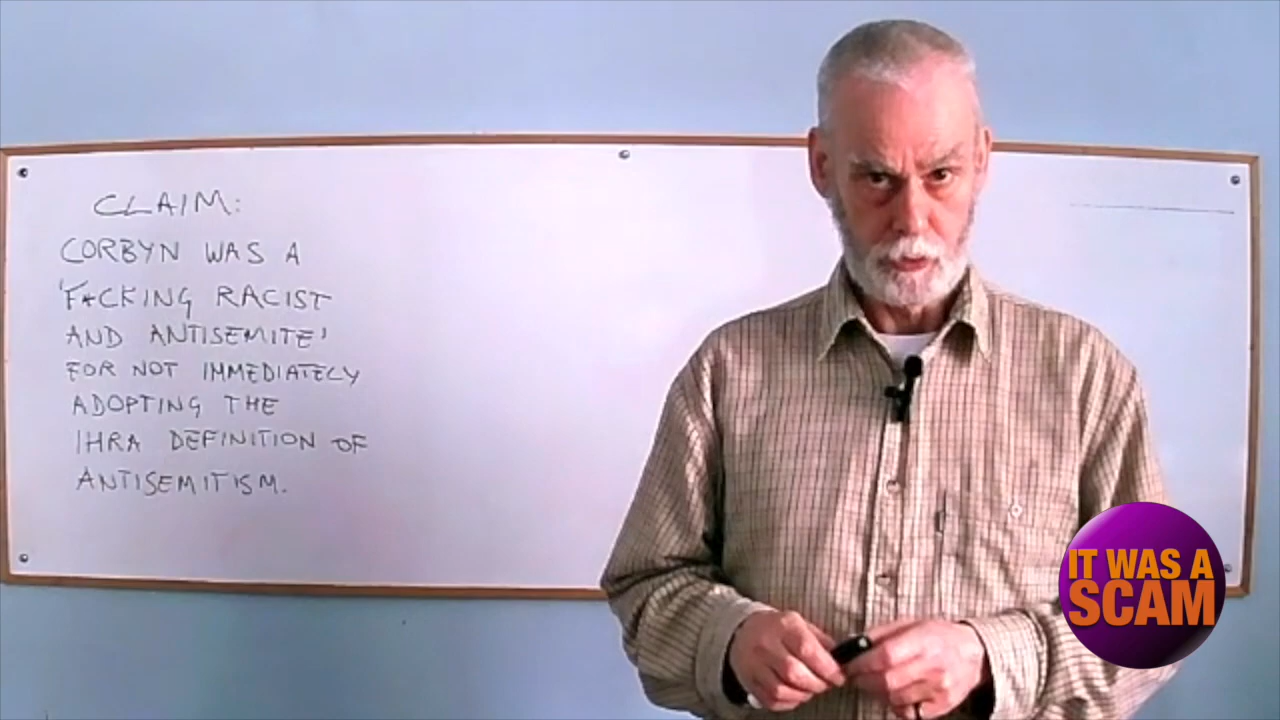 CLAIM:
CORBYN WAS A
'F*CKING RACIST
AND ANTISEMITE'
FOR NOT IMMEDIATELY
ADOPTING THE
IHRA DEFINITION OF
ANTISEMITISM.
IT WAS A
SCAM